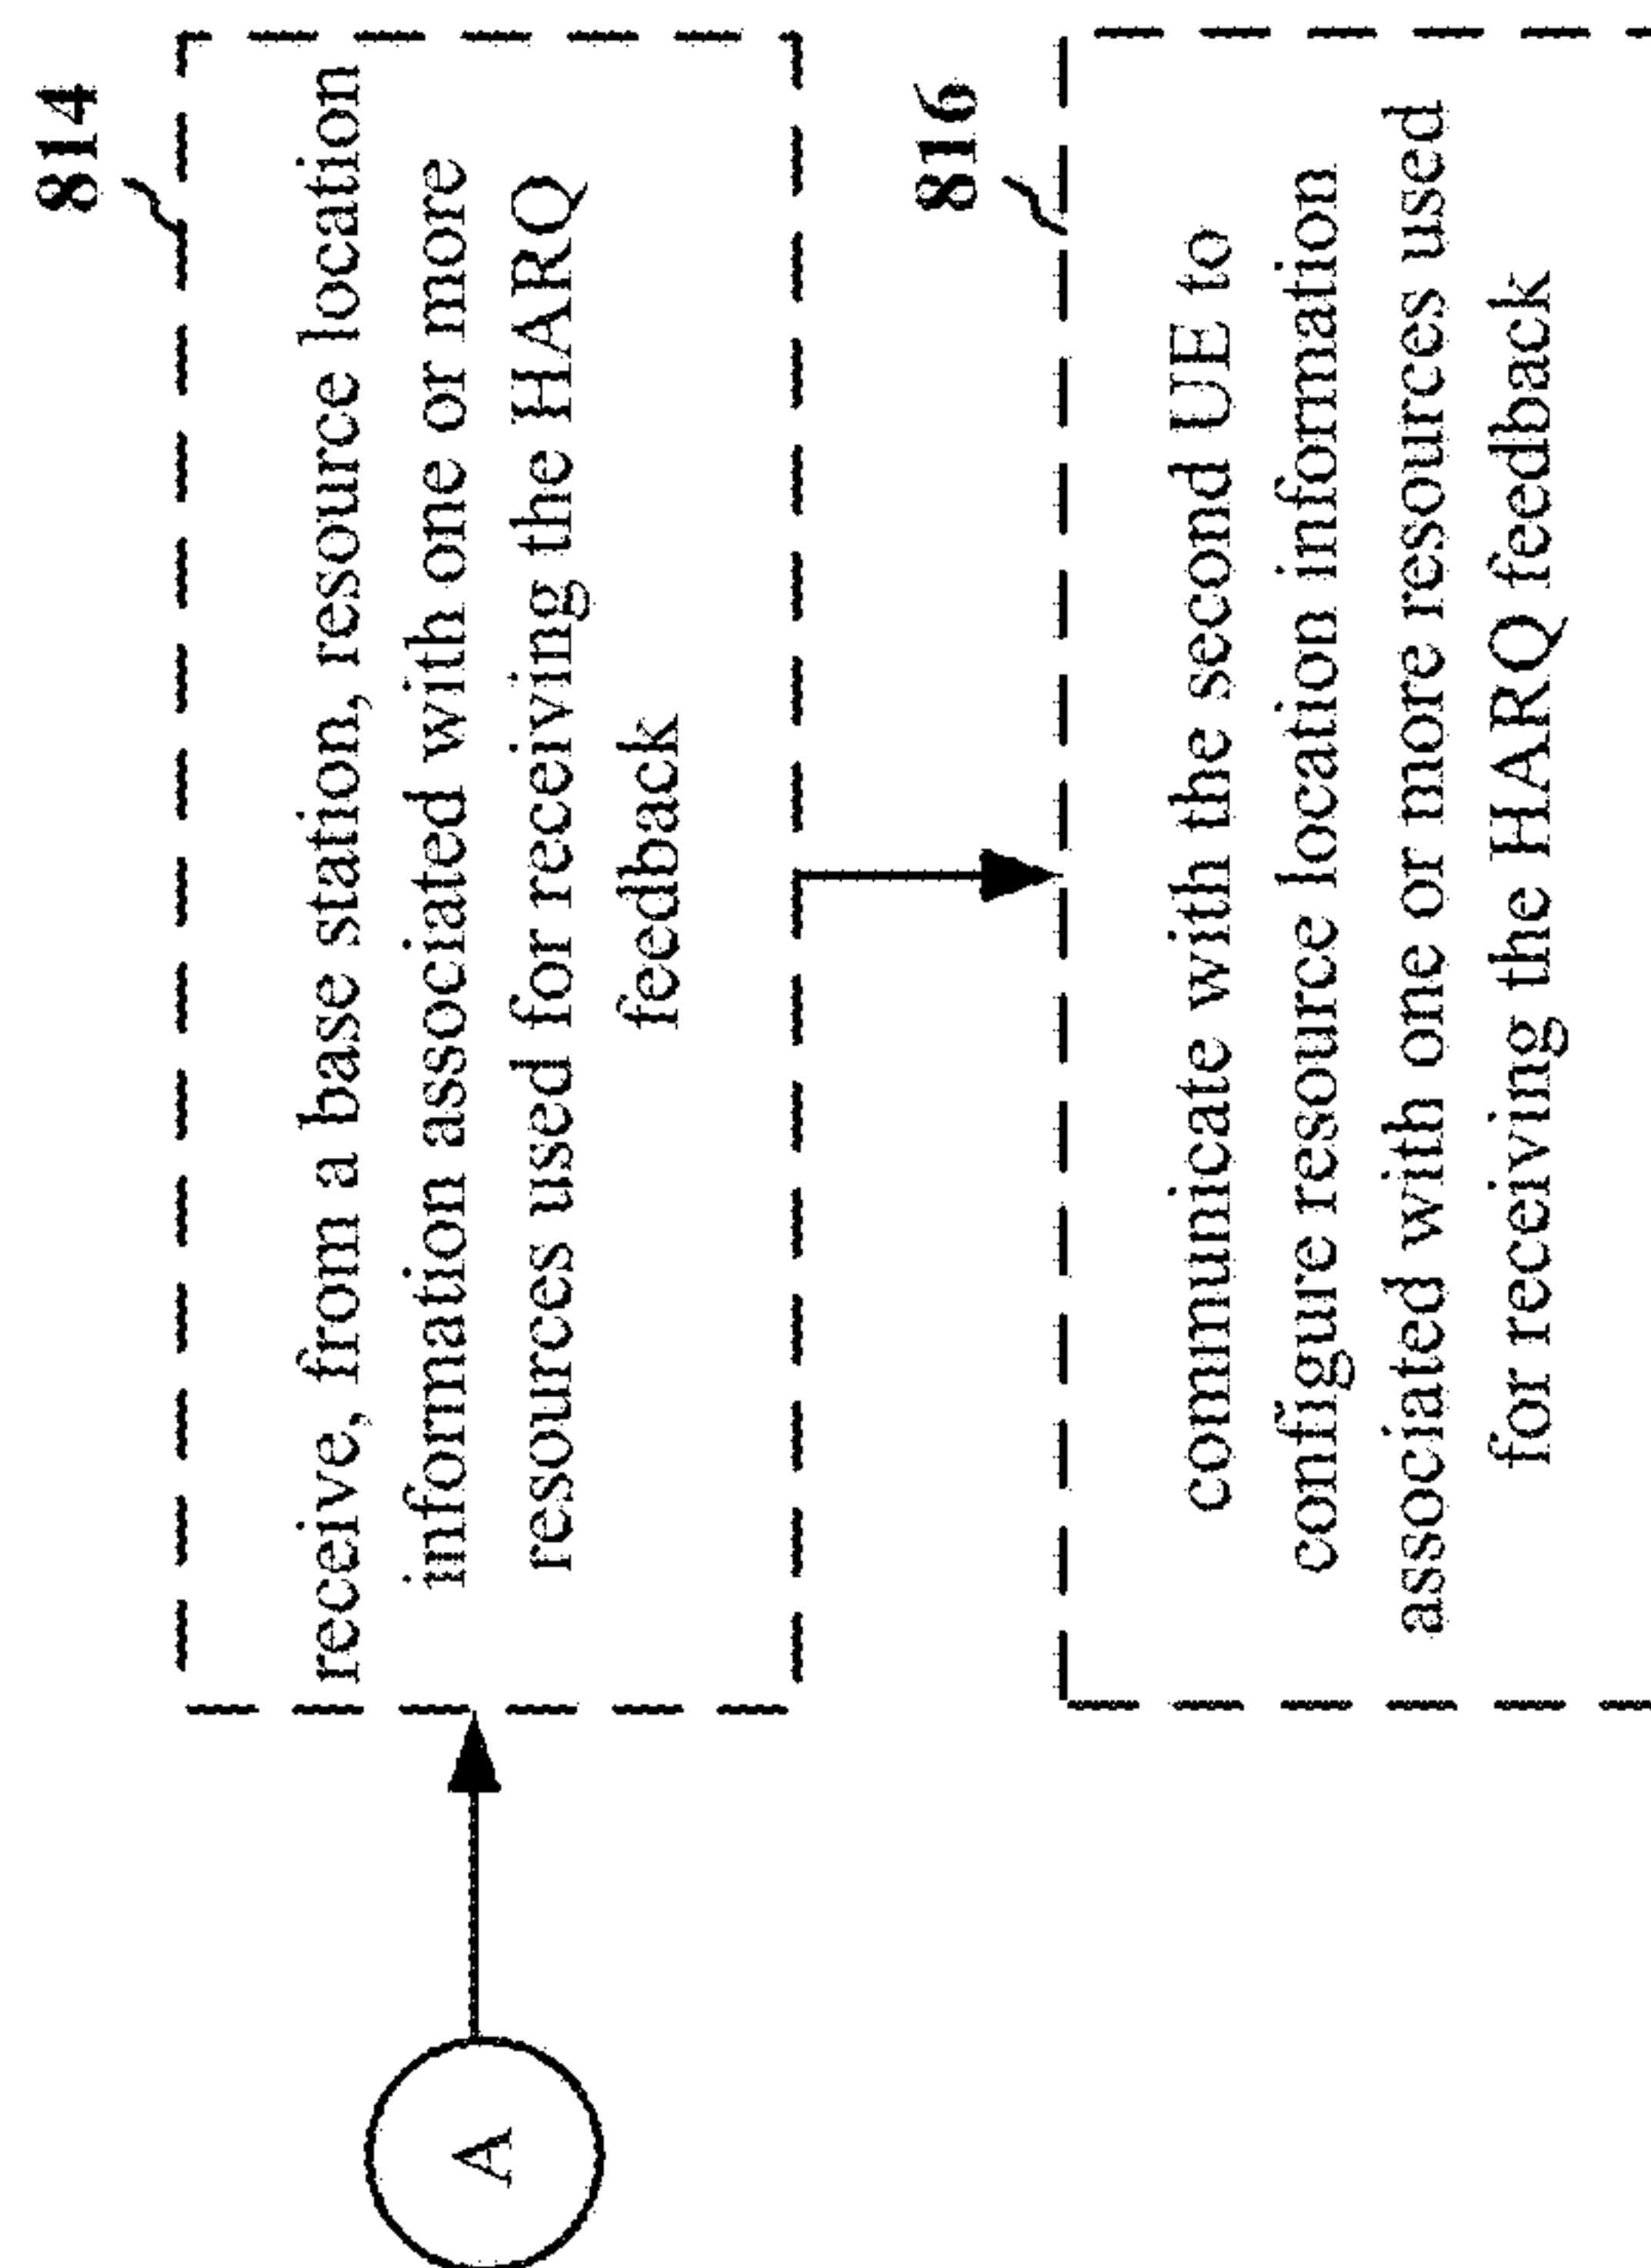 A
814
receive, from a base station, resource location
information associated with one or more
resources used for receiving the HARQ
feedback
816
communicate with the second UE to
configure resource location information
associated with one or more resources used
for receiving the HARQ feedback